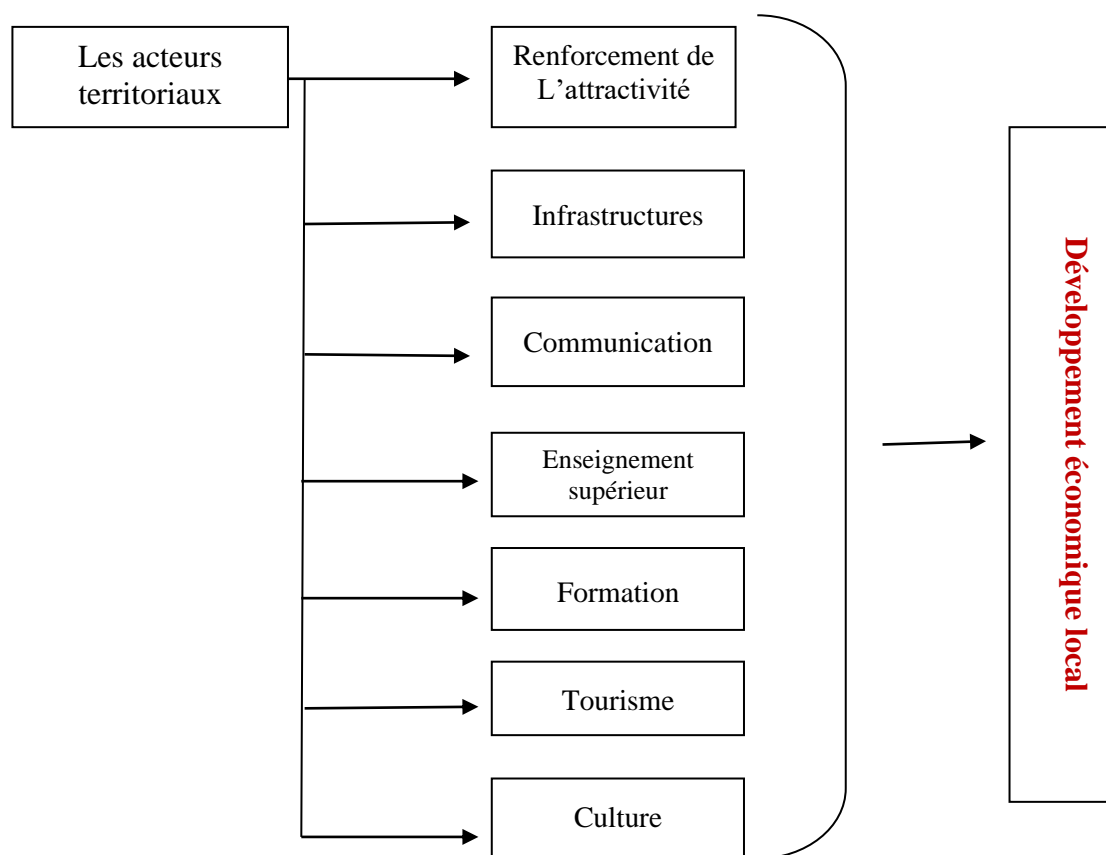 Les acteurs
territoriaux
Renforcement de
L'attractivité
Infrastructures
Communication
Enseignement
supérieur
Formation
Tourisme
Culture
Développement économique local